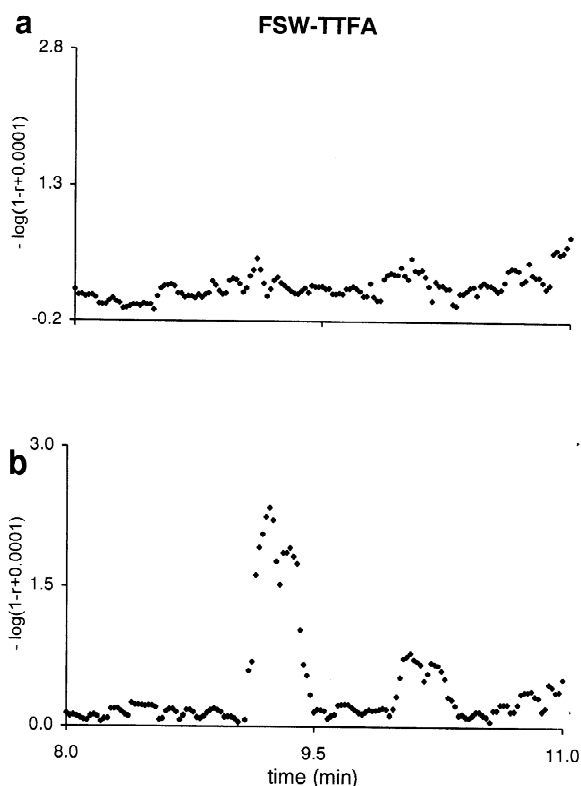 a
FSW-TTFA
2.8
1.3
-0.2
- log(1-r+0.0001)
b
3.0
1.5
0.0
- log(1-r+0.0001)
8.0
9.5
11.0
time (min)